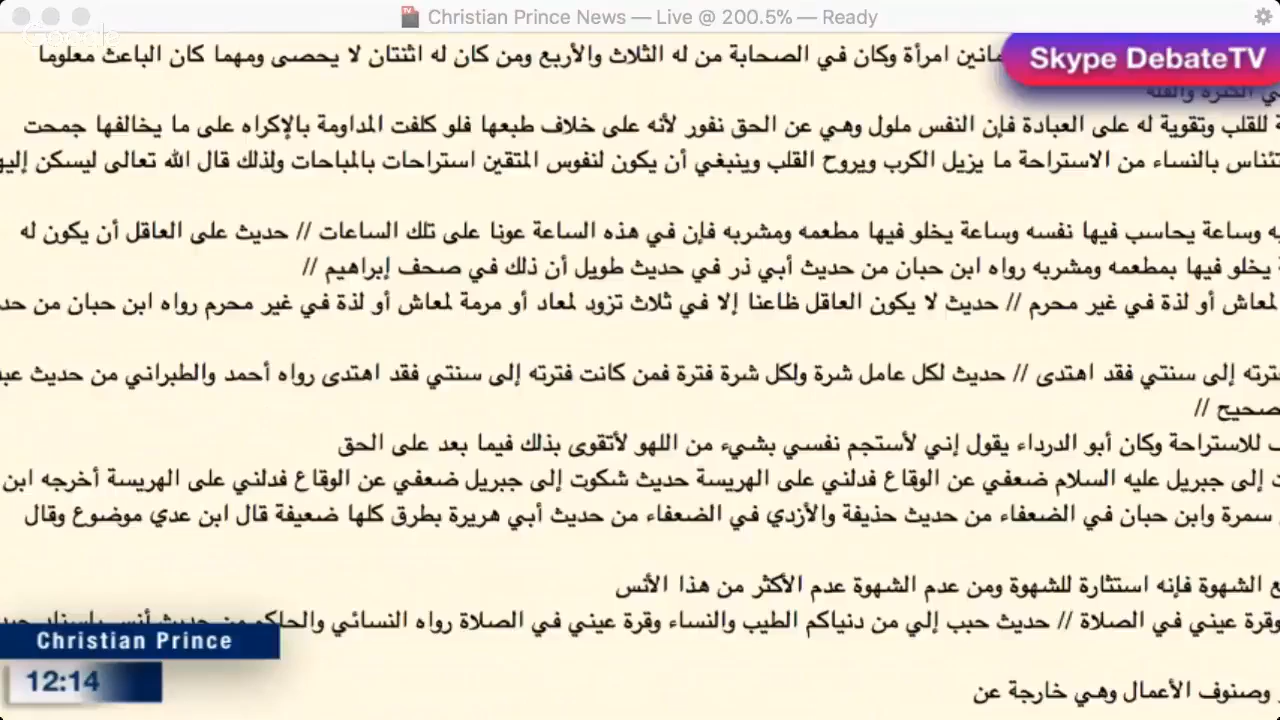 Christian Prince News — Live @ 200.5% — Ready
Google
Skype DebateTV
امرأة وكان في الصحابة من له الثلاث والأربع ومن كان له اثنتان لا يحصى ومهما كان الباعث معلوما
للقلب وتقوية له على العبادة فإن النفس ملول وهي عن الحق نفور لأنه على خلاف طبعها فلو كلفت المداومة بالإكراه على ما يخالفها جمحت
بالنساء من الاستراحة ما يزيل الكرب ويروح القلب وينبغي أن يكون لنفوس المتقين استراحات بالمباحات ولذلك قال الله تعالى ليسكن
وساعة يحاسب فيها نفسه وساعة يخلو فيها مطعمه ومشربه فإن في هذه الساعة عونا على تلك الساعات // حديث على العاقل أن يكون له
يخلو فيها بمطعمه ومشربه رواه ابن حبان من حديث أبي ذر في حديث طويل أن ذلك في صحف إبراهيم //
لمعاش أو لذة في غير محرم // حديث لا يكون العاقل ظاعنا إلا في ثلاث تزود لمعاد أو مرمة لمعاش أو لذة في غير محرم رواه ابن حبان من
فترته إلى سنتي فقد اهتدى // حديث لكل عامل شرة ولكل شرة فترة فمن كانت فترته إلى سنتي فقد اهتدى رواه أحمد والطبراني من حديث
//
للاستراحة وكان أبو الدرداء يقول إني لأستجم نفسي بشيء من اللهو لأتقوى بذلك فيما بعد على الحق
إلى جبريل عليه السلام ضعفي عن الوقاع فدلني على الهريسة حديث شكوت إلى جبريل ضعفي عن الوقاع فدلني على الهريسة أخرجه ابن
سمرة وابن حبان في الضعفاء من حديث حذيفة والأزدي في الضعفاء من حديث أبي هريرة بطرق كلها ضعيفة قال ابن عدي موضوع وقال
الشهوة فإنه استثارة للشهوة ومن عدم الشهوة عدم الأكثر من هذا الأنس
وقرة عيني في الصلاة // حديث حبب إلي من دنياكم الطيب والنساء وقرة عيني في الصلاة رواه النسائي والحاكم من حديث أنس
وصنوف الأعمال وهي خارجة عن
Christian Prince
12:14